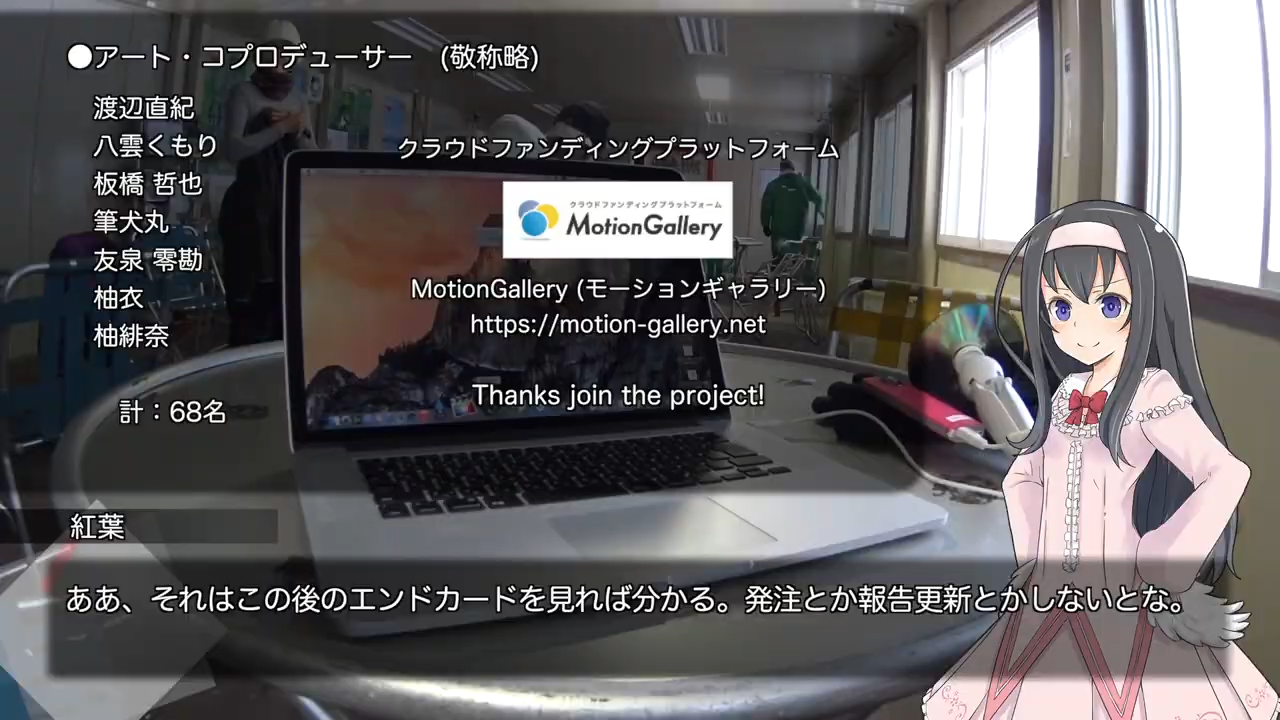 ●アート・コプロデューサー (敬称略)
渡辺直紀
八雲くもり
板橋 哲也
筆犬丸
友泉 零勘
柚衣
柚緋奈
計：68名
クラウドファンディングプラットフォーム
クラウドファンディングプラットフォーム
MotionGallery
MotionGallery (モーションギャラリー)
https://motion-gallery.net
Thanks join the project!
紅葉
ああ、それはこの後のエンドカードを見れば分かる。発注とか報告更新とかしないとな。